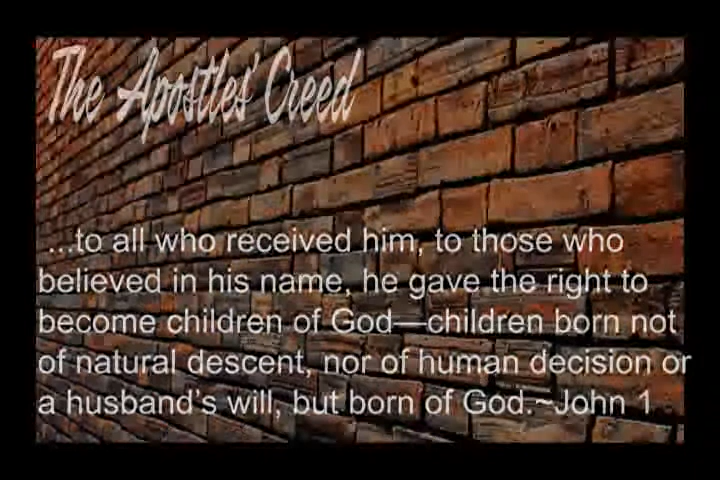 The Apostles' Creed
...to all who received him, to those who
believed in his name, he gave the right to
become children of God—children born not
of natural descent, nor of human decision or
a husband's will, but born of God.~John 1